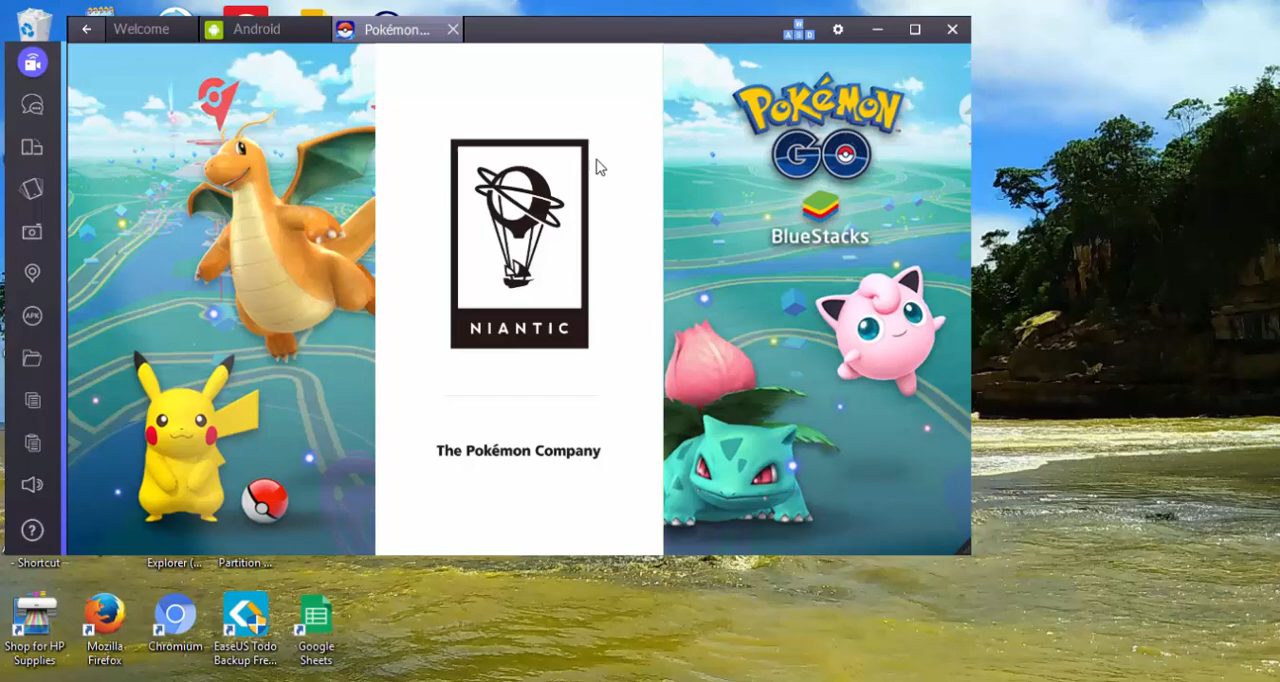 Welcome
Android
Pokémon...
W
A S D
POKéMON
GO
BlueStacks
NIANTIC
The Pokémon Company
APK
- Shortcut
Explorer (...
Partition ...
Shop for HP
Supplies
Mozilla
Firefox
Chromium
EaseUS Todo
Backup Fre...
Google
Sheets